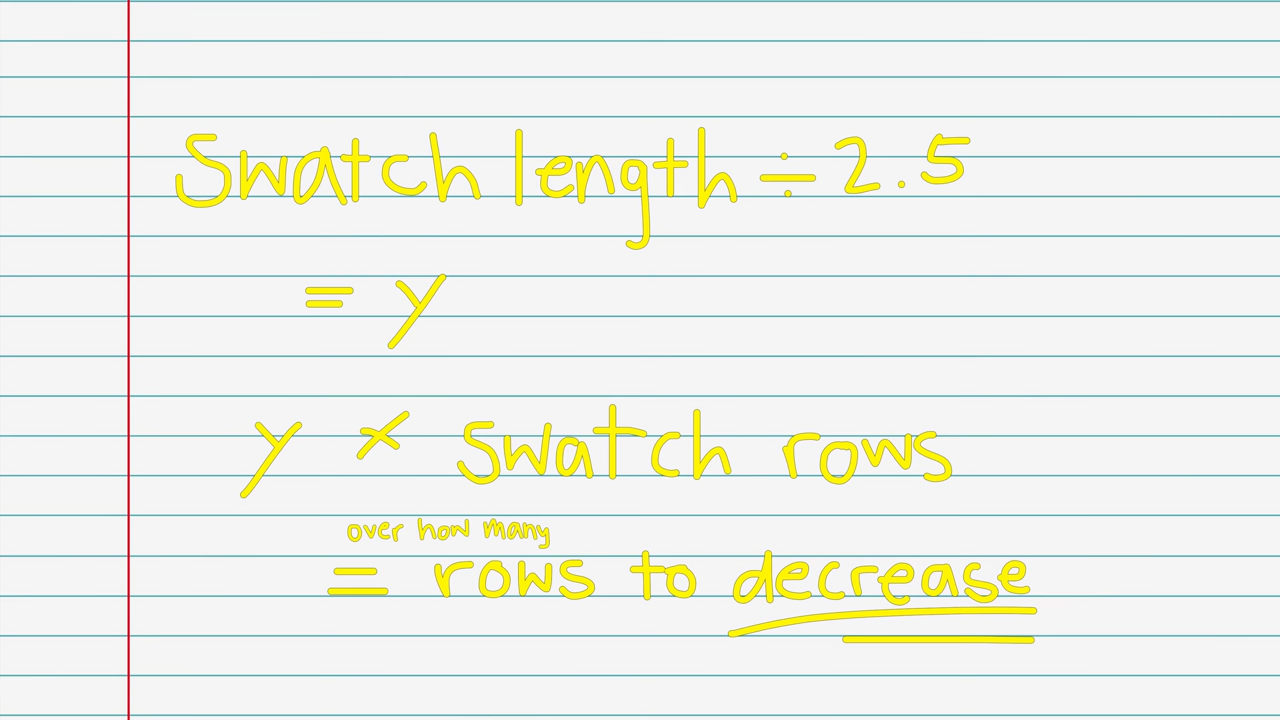 Swatch length ÷ 2.5
= y
y × swatch rows
over how many
= rows to decrease